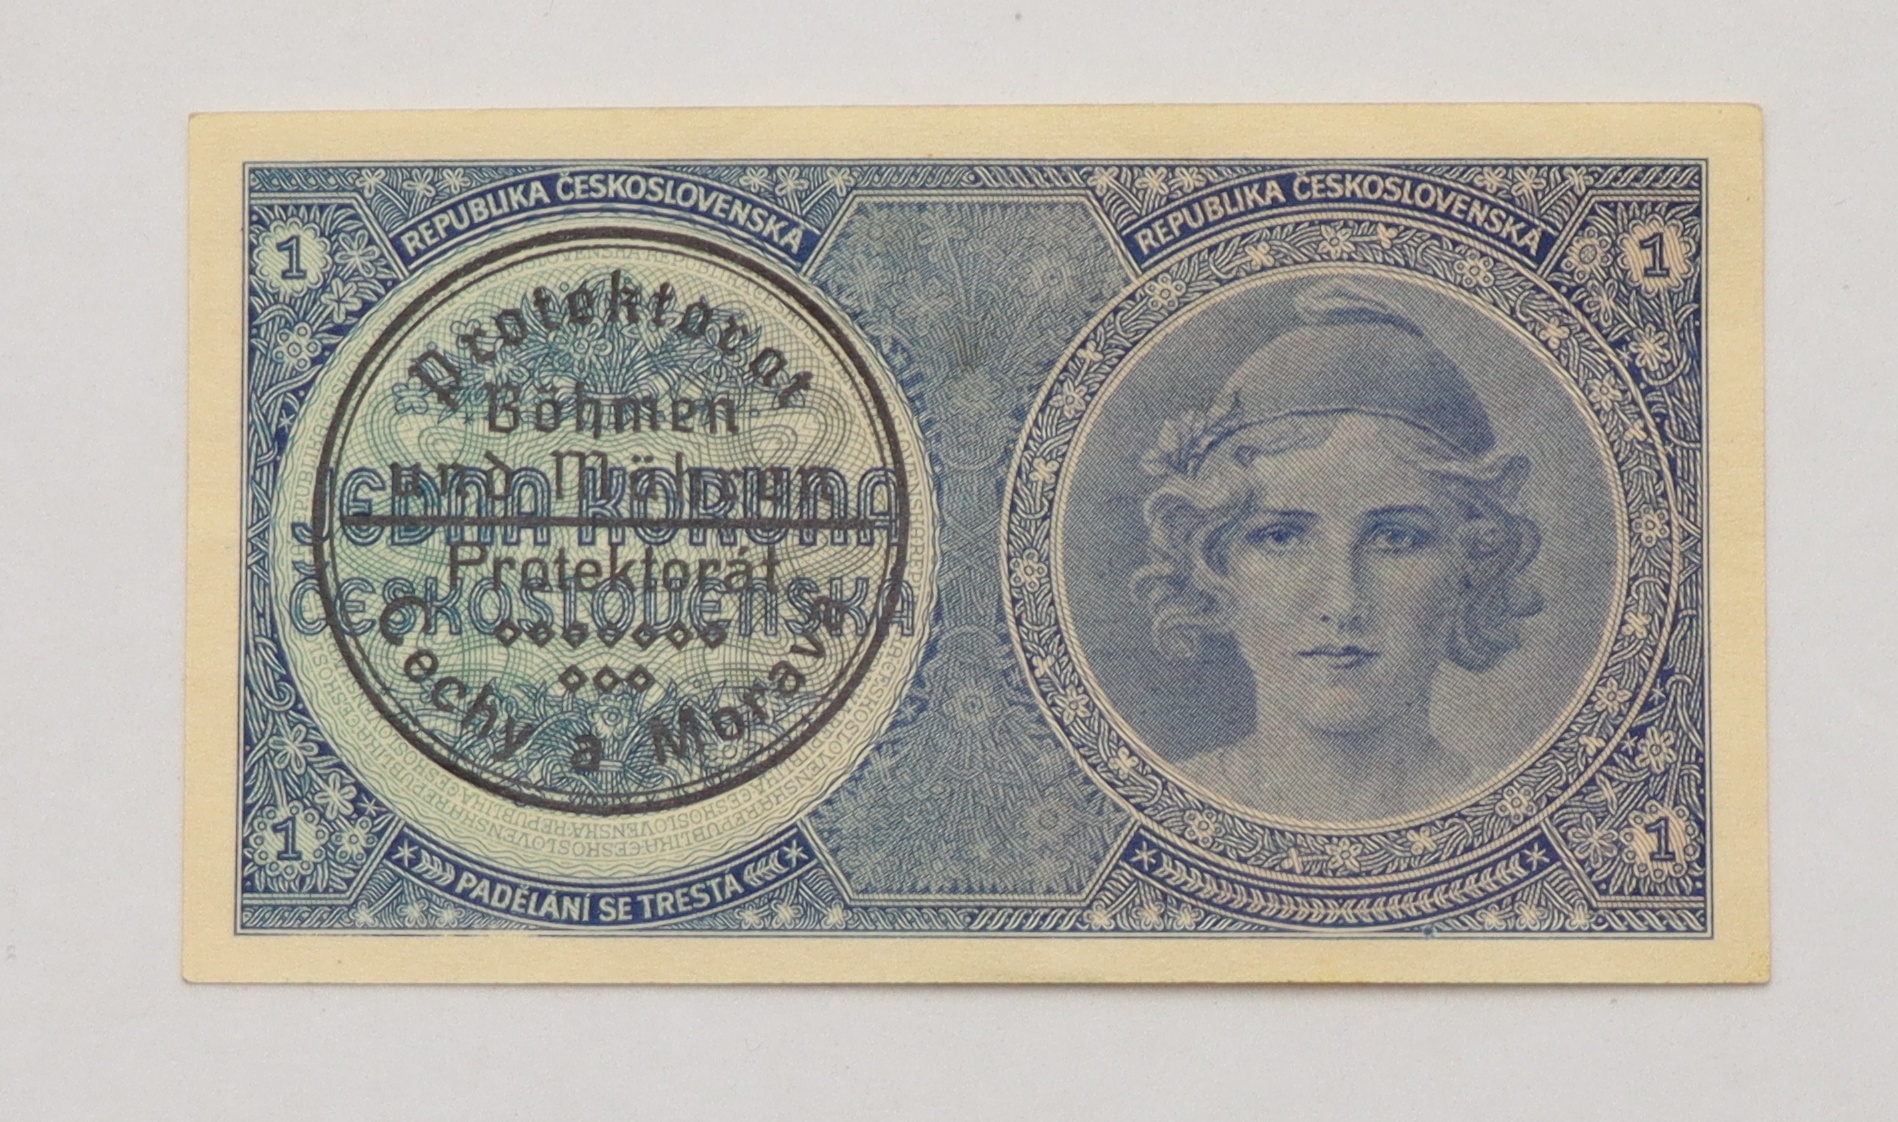 REPUBLIKA ČESKOSLOVENSKÁ
REPUBLIKA ČESKOSLOVENSKÁ
1
1
Protektorat
Böhmen
und Mähren
JEDNA KORUNA
Protektorát
ČESKOSLOVENSKÁ
Čechy a Morava
1
1
PADĚLÁNÍ SE TRESTÁ